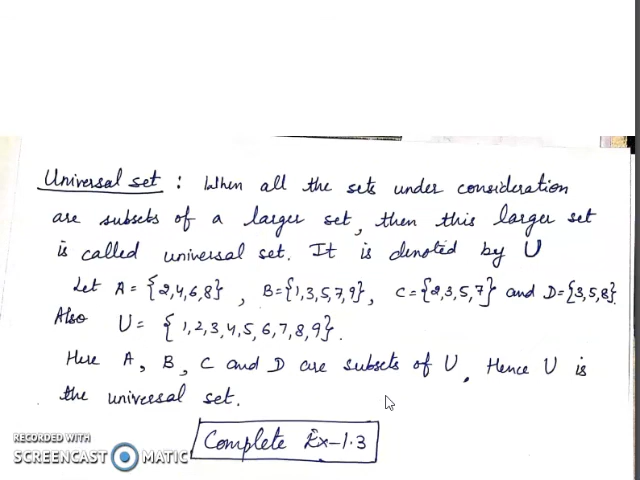 Universal set : When all the sets under consideration
are subsets of a larger set, then this larger set
is called universal set. It is denoted by U
Let A = {2,4,6,8} , B={1,3,5,7,9}, C={2,3,5,7} and D={3,5,8}.
Also U = {1,2,3,4,5,6,7,8,9}.
Here A, B, C and D are subsets of U. Hence U is
the universal set.
Complete Ex-1.3
RECORDED WITH
SCREENCAST MATIC